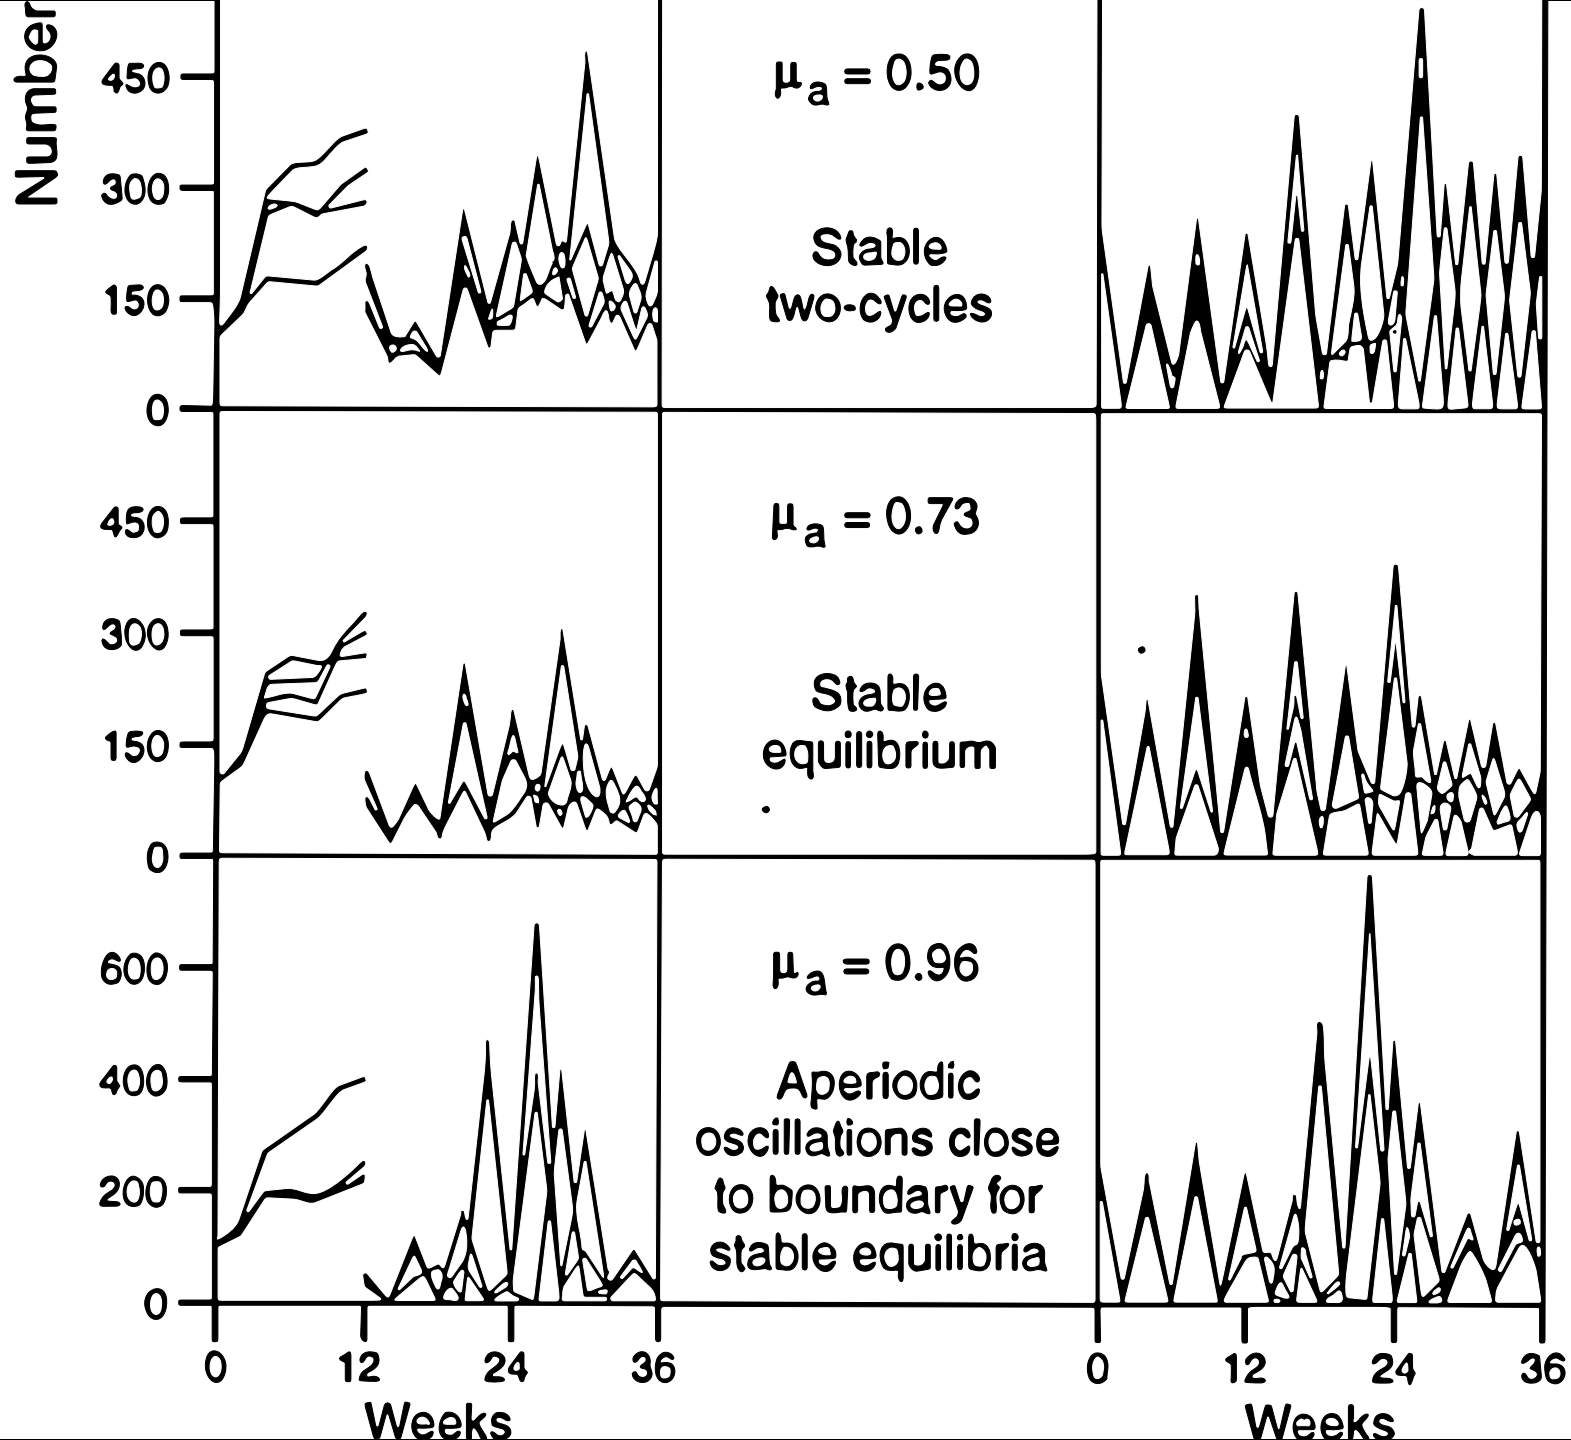 Number
450
300
150
0
μa = 0.50
Stable
two-cycles
450
300
150
0
μa = 0.73
Stable
equilibrium
600
400
200
0
μa = 0.96
Aperiodic
oscillations close
to boundary for
stable equilibria
0 12 24 36
Weeks
0 12 24 36
Weeks